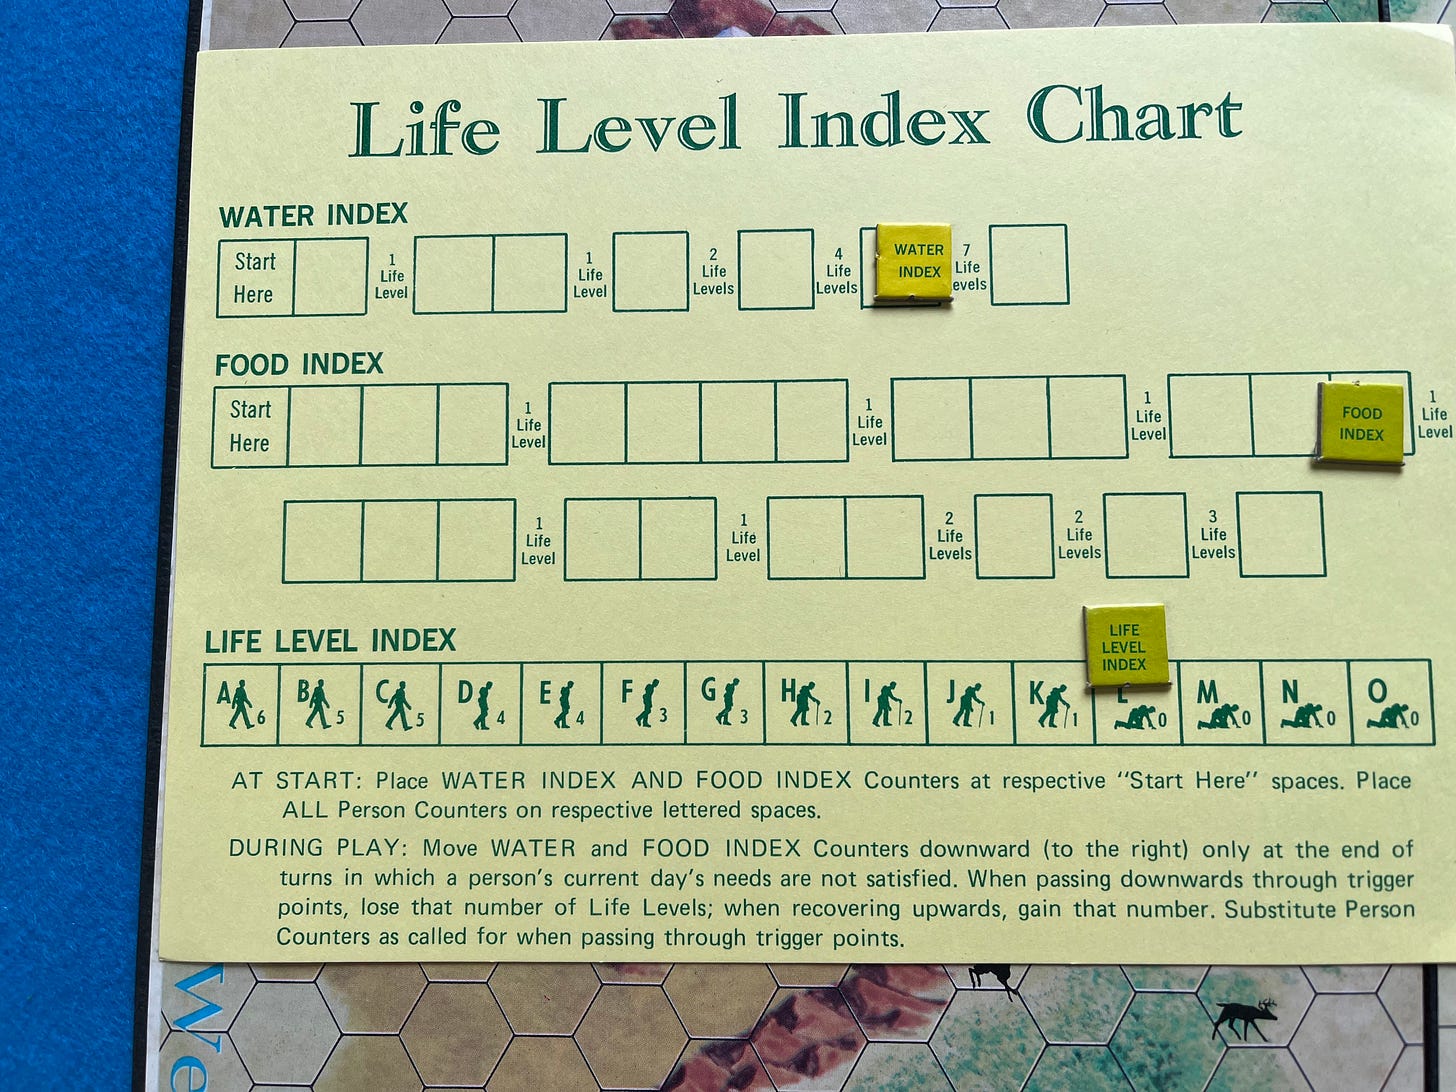 Life Level Index Chart
WATER INDEX
Start
Here
1
Life
Level
1
Life
Level
2
Life
Levels
4
Life
Levels
WATER
INDEX
7
Life
evels
FOOD INDEX
Start
Here
1
Life
Level
1
Life
Level
1
Life
Level
FOOD
INDEX
1
Life
Level
1
Life
Level
1
Life
Level
2
Life
Levels
2
Life
Levels
3
Life
Levels
LIFE LEVEL INDEX
LIFE
LEVEL
INDEX
A 6 B 5 C 5 D 4 E 4 F 3 G 3 H 2 I 2 J 1 K 1 L 0 M 0 N 0 O 0
AT START: Place WATER INDEX AND FOOD INDEX Counters at respective "Start Here" spaces. Place
ALL Person Counters on respective lettered spaces.
DURING PLAY: Move WATER and FOOD INDEX Counters downward (to the right) only at the end of
turns in which a person's current day's needs are not satisfied. When passing downwards through trigger
points, lose that number of Life Levels; when recovering upwards, gain that number. Substitute Person
Counters as called for when passing through trigger points.
We